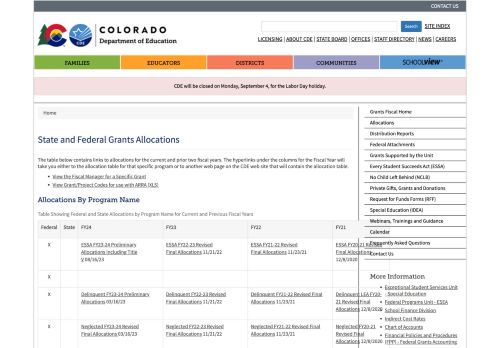 CONTACT US
COLORADO
Department of Education
CDE
Search
SITE INDEX
LICENSING | ABOUT CDE | STATE BOARD | OFFICES | STAFF DIRECTORY | NEWS | CAREERS
FAMILIES
EDUCATORS
DISTRICTS
COMMUNITIES
SCHOOLVIEW
CDE will be closed on Monday, September 4, for the Labor Day holiday.
Home
State and Federal Grants Allocations
The table below contains links to allocations for the current and prior two fiscal years. The hyperlinks under the columns for the Fiscal Year will
take you either to the allocation table for that specific program or to another web page on the CDE web site that will contain the allocation table.
View the Fiscal Manager for a Specific Grant
View Grant/Project Codes for use with ARRA (XLS)
Allocations By Program Name
Table Showing Federal and State Allocations by Program Name for Current and Previous Fiscal Years
Federal State FY24 FY23 FY22 FY21
X ESSA FY23-24 Preliminary ESSA FY22-23 Revised ESSA FY21-22 Revised ESSA FY20-21 Revised
Allocations Including Title Final Allocations 11/21/22 Final Allocations 11/23/21 Final Allocations
V 08/16/23 12/8/2020
X
X Delinquent FY23-24 Preliminary Delinquent FY22-23 Revised Delinquent FY21-22 Revised Final Delinquent LEA FY20-
Allocations 03/16/23 Final Allocations 11/21/22 Allocations 11/23/21 21 Revised Final
Allocations 12/8/2020
X Neglected FY23-24 Revised Neglected FY22-23 Revised Neglected FY21-22 Revised Final Neglected FY20-21
Final Allocations 03/16/23 Final Allocations 11/21/22 Allocations 11/23/21 Revised Final
Allocations 12/8/2020
Grants Fiscal Home
Allocations
Distribution Reports
Federal Attachments
Grants Supported by the Unit
Every Student Succeeds Act (ESSA)
No Child Left Behind (NCLB)
Private Gifts, Grants and Donations
Request for Funds Forms (RFF)
Special Education (IDEA)
Webinars, Trainings and Guidance
Calendar
Frequently Asked Questions
Contact Us
More Information
Exceptional Student Services Unit
- Special Education
Federal Programs Unit - ESSA
School Finance Division
Indirect Cost Rates
Chart of Accounts
Financial Policies and Procedures
(FPP) - Federal Grants Accounting